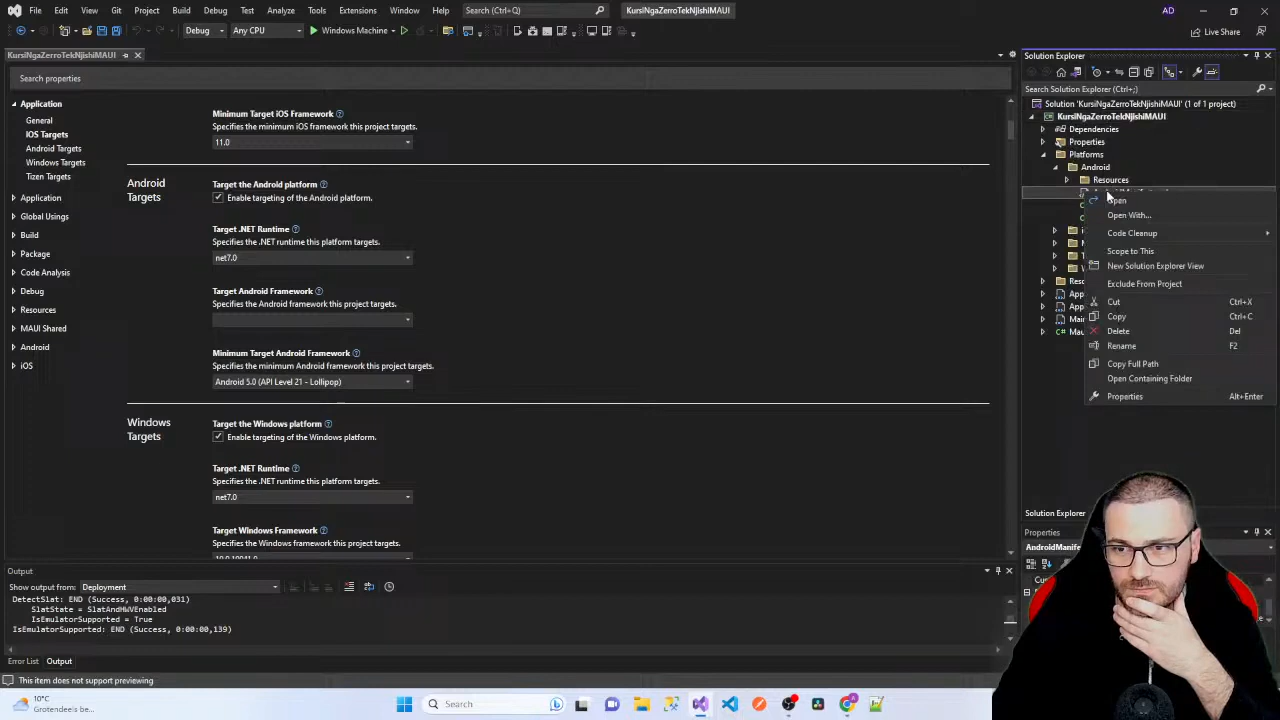 File Edit View Git Project Build Debug Test Analyze Tools Extensions Window Help Search (Ctrl+Q) KursiNgaZerroTekNjishiMAUI AD
Debug Any CPU Windows Machine Live Share
KursiNgaZerroTekNjishiMAUI
Search properties
Application
General
iOS Targets
Android Targets
Windows Targets
Tizen Targets
Application
Global Usings
Build
Package
Code Analysis
Debug
Resources
MAUI Shared
Android
iOS
Minimum Target iOS Framework
Specifies the minimum iOS framework this project targets.
11.0
Android Targets
Target the Android platform
Enable targeting of the Android platform.
Target .NET Runtime
Specifies the .NET runtime this platform targets.
net7.0
Target Android Framework
Specifies the Android framework this project targets.
Minimum Target Android Framework
Specifies the minimum Android framework this project targets.
Android 5.0 (API Level 21 - Lollipop)
Windows Targets
Target the Windows platform
Enable targeting of the Windows platform.
Target .NET Runtime
Specifies the .NET runtime this platform targets.
net7.0
Target Windows Framework
Specifies the Windows framework this project targets.
Solution Explorer
Search Solution Explorer (Ctrl+;)
Solution 'KursiNgaZerroTekNjishiMAUI' (1 of 1 project)
KursiNgaZerroTekNjishiMAUI
Dependencies
Properties
Platforms
Android
Resources
Open
Open With...
Code Cleanup
Scope to This
New Solution Explorer View
Exclude From Project
Cut Ctrl+X
Copy Ctrl+C
Delete Del
Rename F2
Copy Full Path
Open Containing Folder
Properties Alt+Enter
Solution Explorer
Properties
AndroidManife
Output
Show output from: Deployment
DetectSlat: END (Success, 0:00:00,031)
SlatState = SlatAndHWVEnabled
IsEmulatorSupported = True
IsEmulatorSupported: END (Success, 0:00:00,139)
Error List Output
This item does not support previewing
10°C
Grotendeels be...
Search